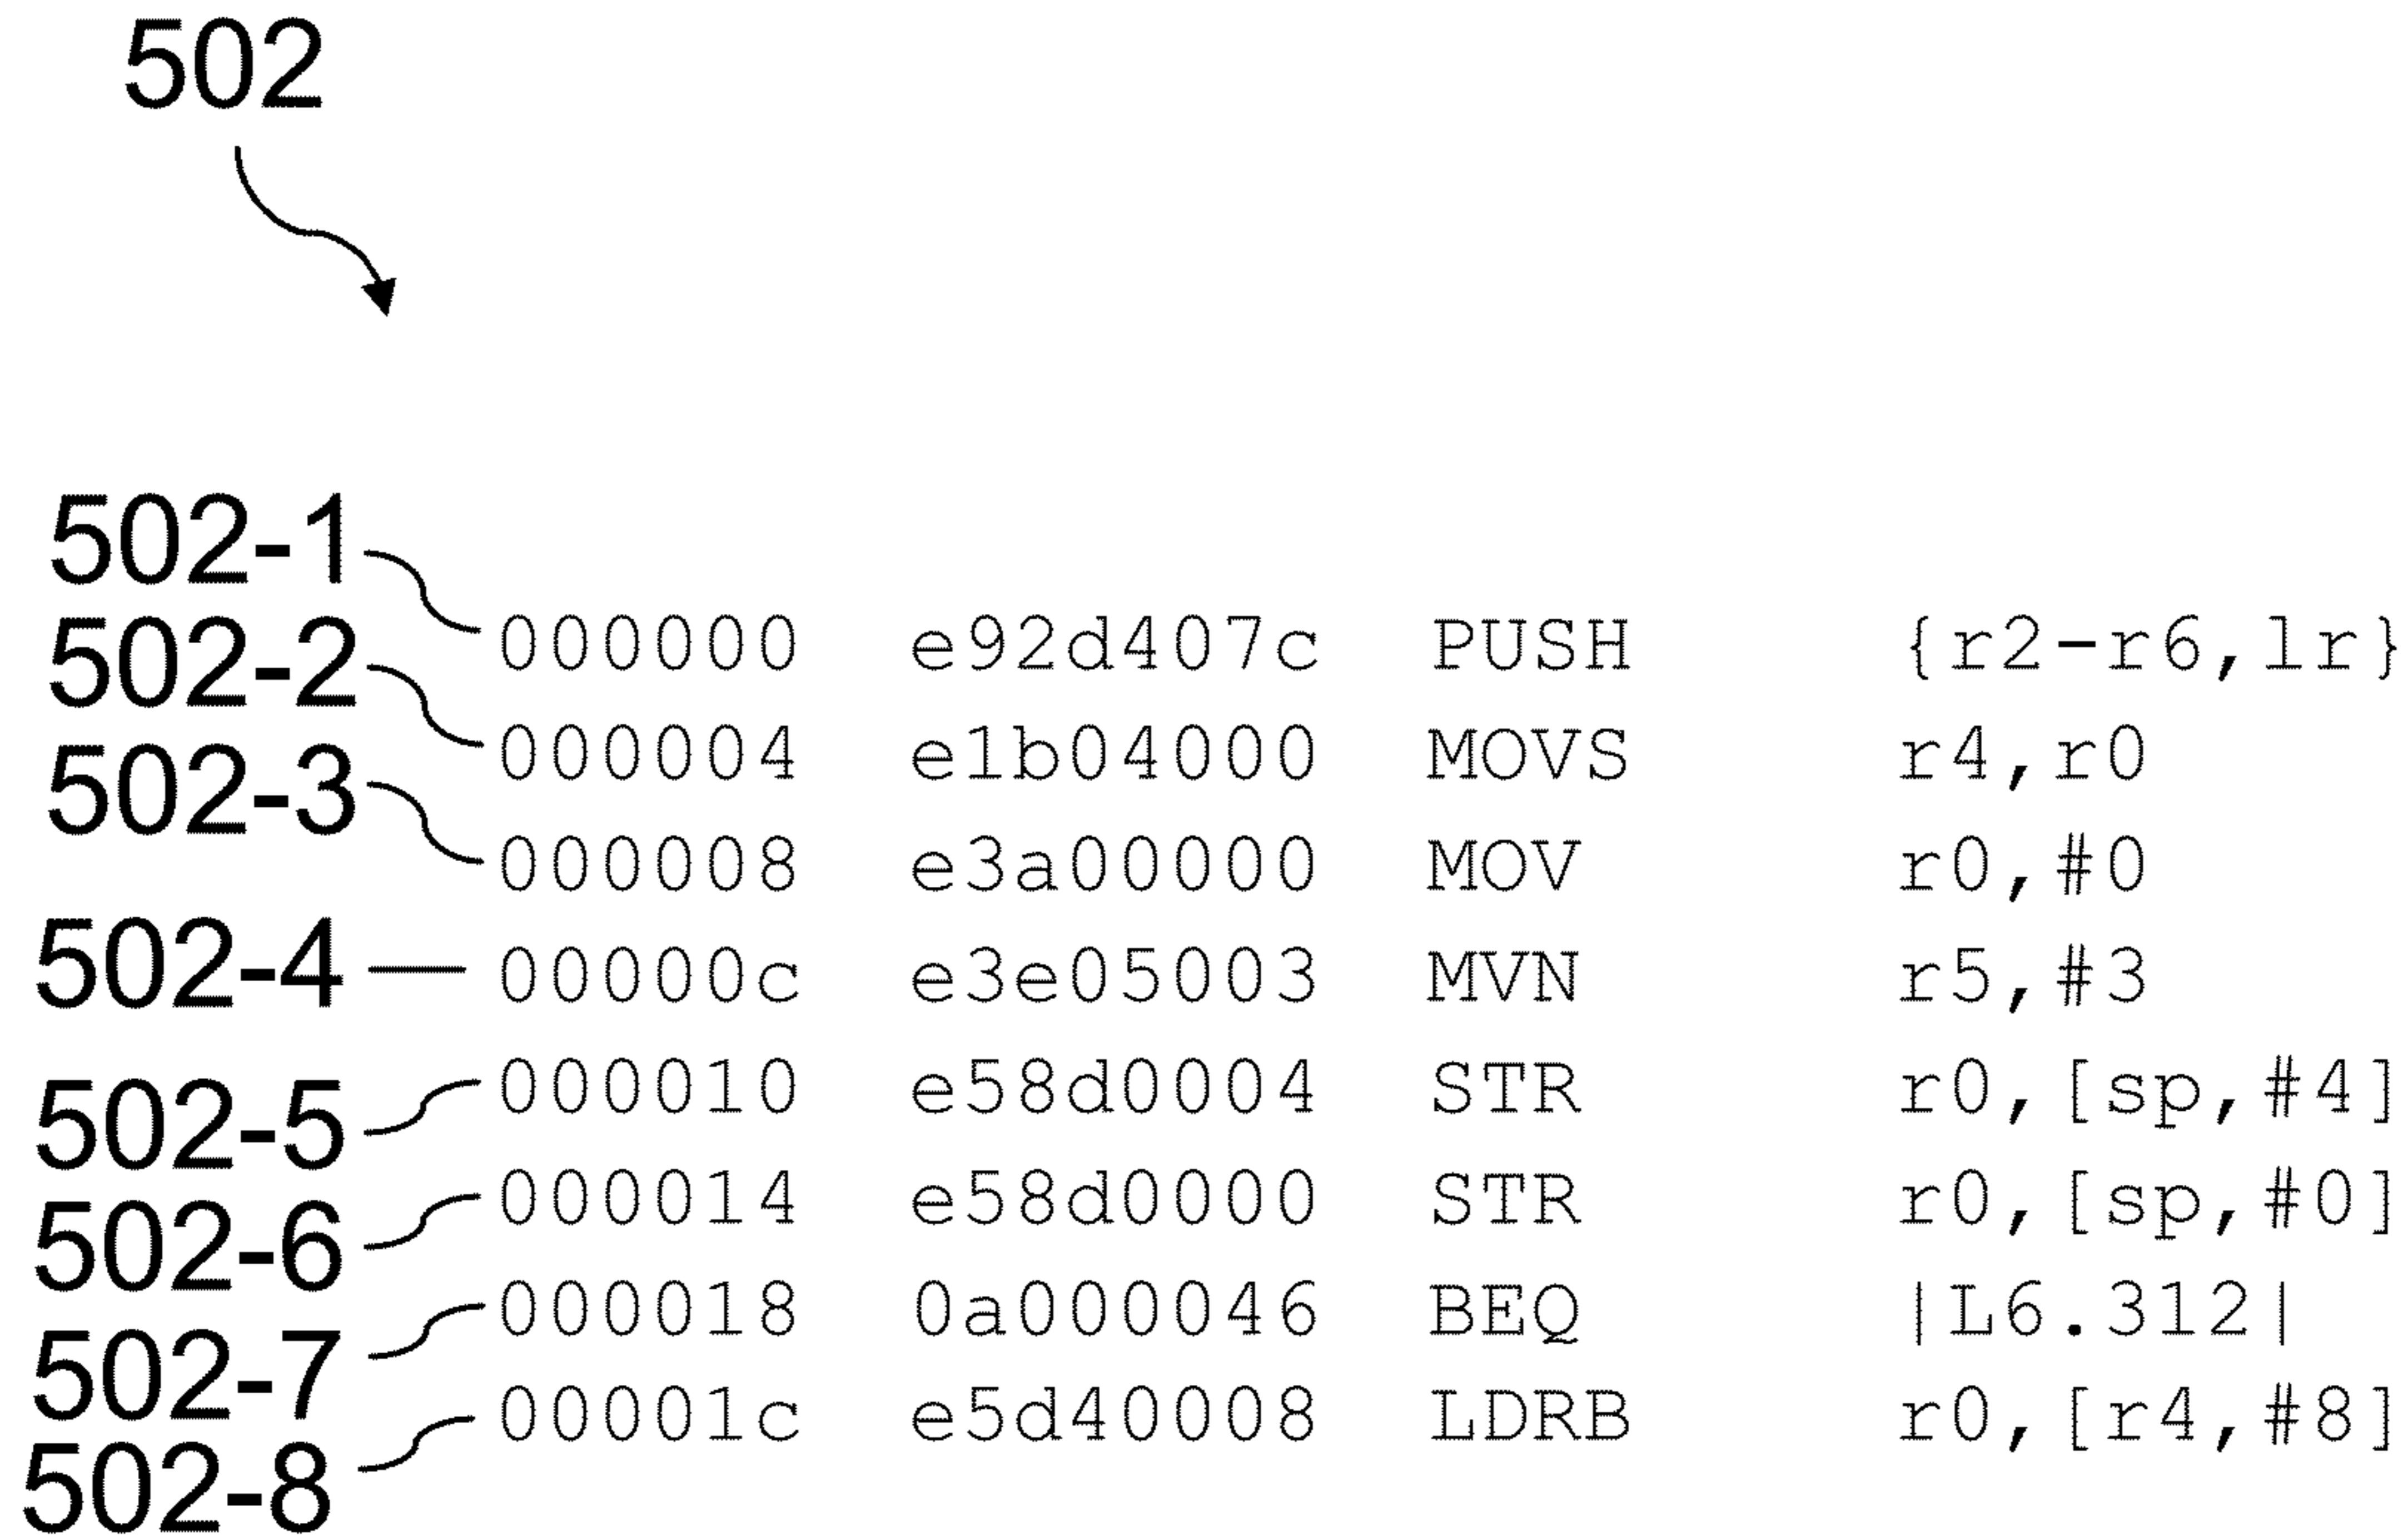 502
502-1 000000 e92d407c PUSH {r2-r6,lr}
502-2 000004 e1b04000 MOVS r4,r0
502-3 000008 e3a00000 MOV r0,#0
502-4 00000c e3e05003 MVN r5,#3
502-5 000010 e58d0004 STR r0,[sp,#4]
502-6 000014 e58d0000 STR r0,[sp,#0]
502-7 000018 0a000046 BEQ |L6.312|
502-8 00001c e5d40008 LDRB r0,[r4,#8]